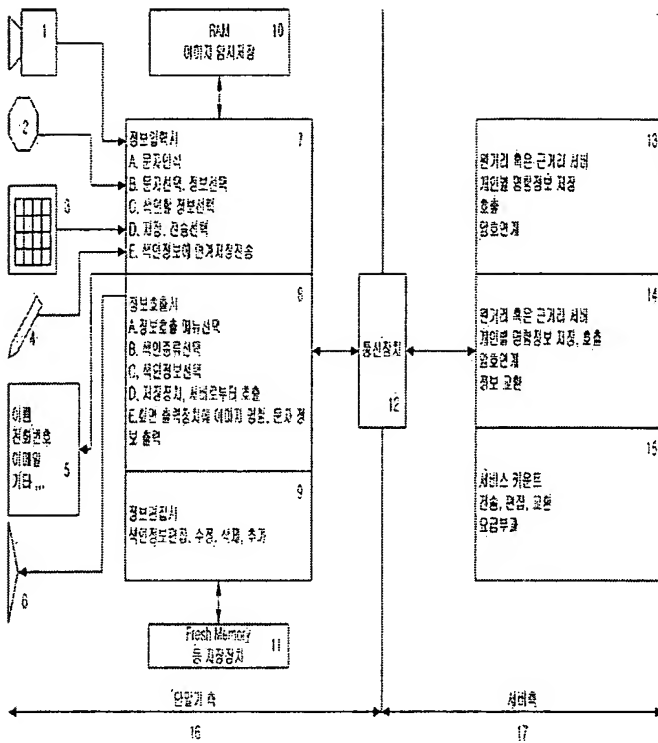 1
RAM
10
이미지 임시저장
2
3
4
정보입력시
7
A. 문자인식
B. 문자선택, 정보선택
C. 색인할 정보선택
D. 저장, 전송선택
E. 색인정보에 연계저장전송
8
정보호출시
A.정보호출 메뉴선택
B. 색인종류선택
C. 색인정보선택
D. 저장장치, 서버로부터 호출
E.화면 출력장치에 이미지 명함, 문자 정
보 출력
이름
전화번호
이메일
기타 ,,,
5
6
9
정보편집시
색인정보편집, 수정, 삭제, 추가
Fresh Memory
11
등 저장장치
통신장치
12
13
원거리 혹은 근거리 서버
개인별 명함정보 저장
호출
암호연계
14
원거리 혹은 근거리 서버
개인별 명함정보 저장, 호출
암호연계
정보 교환
15
서비스 카운트
전송, 편집, 교환
요금부과
단말기 측
16
서버측
17